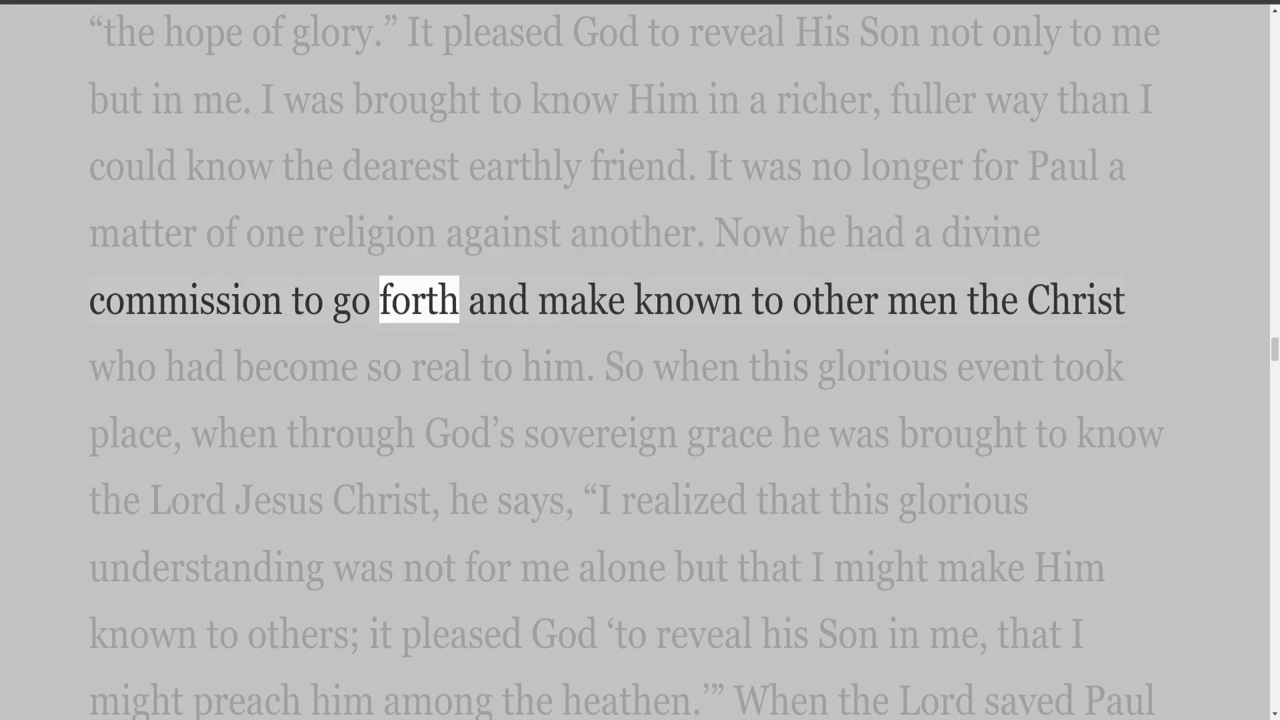 “the hope of glory.” It pleased God to reveal His Son not only to me
but in me. I was brought to know Him in a richer, fuller way than I
could know the dearest earthly friend. It was no longer for Paul a
matter of one religion against another. Now he had a divine
commission to go forth and make known to other men the Christ
who had become so real to him. So when this glorious event took
place, when through God’s sovereign grace he was brought to know
the Lord Jesus Christ, he says, “I realized that this glorious
understanding was not for me alone but that I might make Him
known to others; it pleased God ‘to reveal his Son in me, that I
might preach him among the heathen.’” When the Lord saved Paul